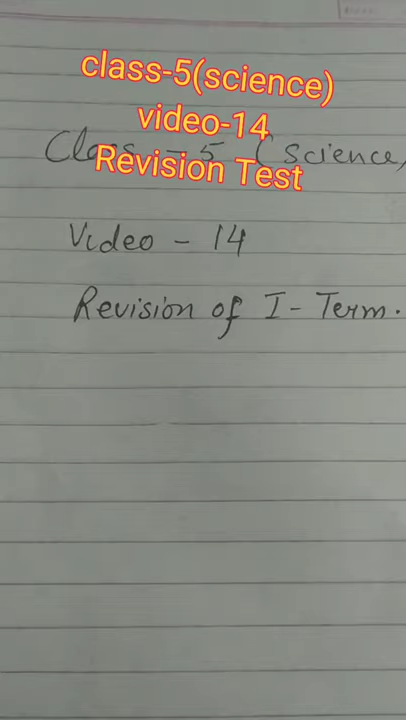 class-5(science)
video-14
Revision Test
Class - 5 (Science,
Video - 14
Revision of I - Term.